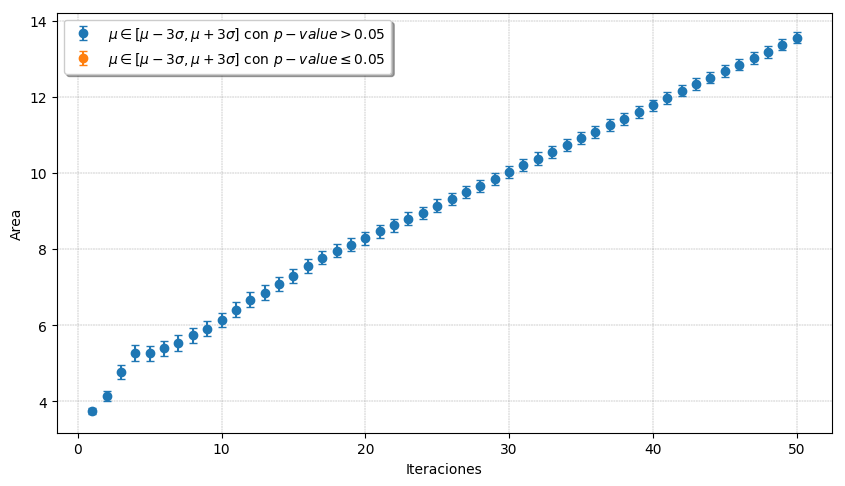 μ ∈ [μ − 3σ, μ + 3σ] con p − value > 0.05
μ ∈ [μ − 3σ, μ + 3σ] con p − value ≤ 0.05
14
12
10
8
6
4
Area
0 10 20 30 40 50
Iteraciones